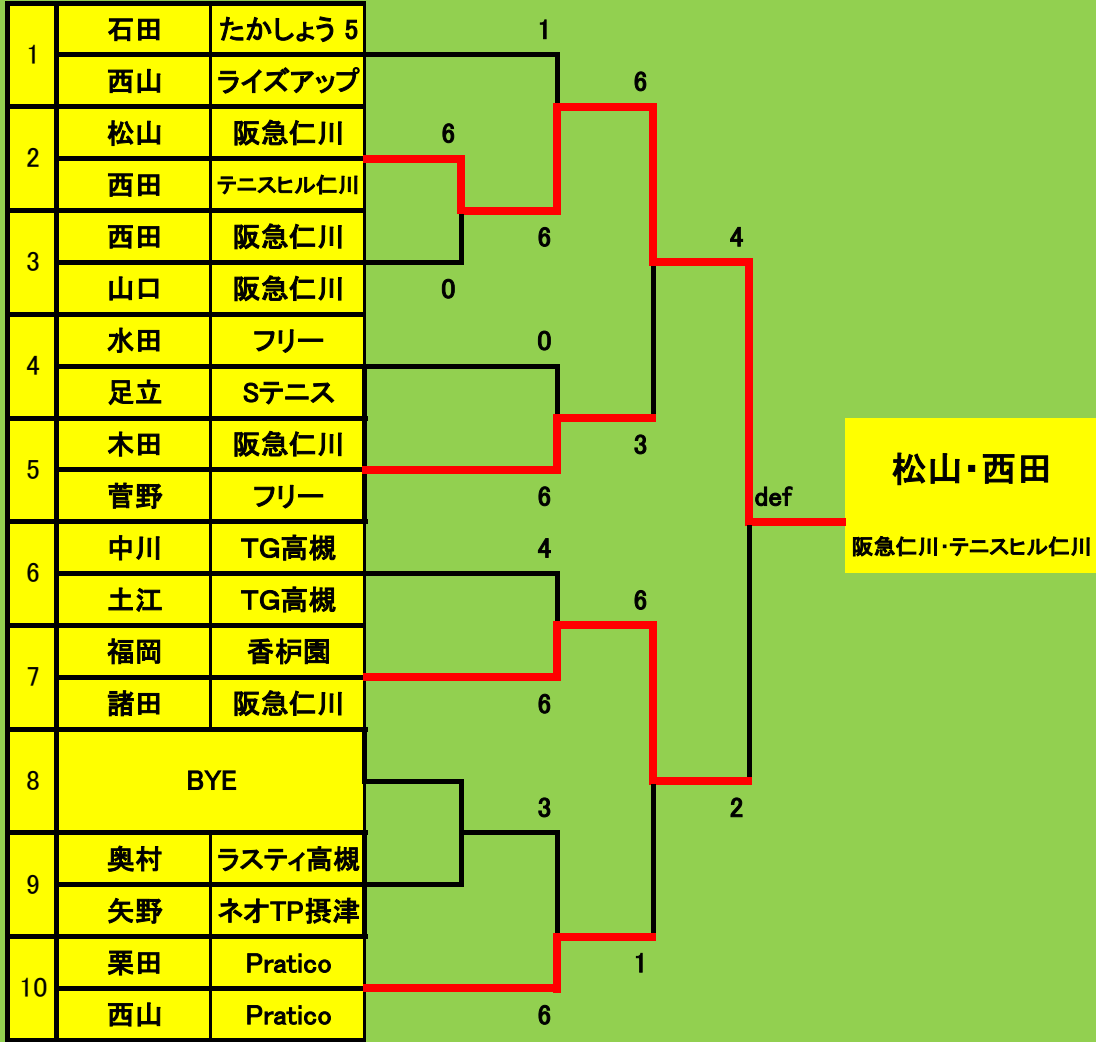 1
石田 たかしょう 5
西山 ライズアップ
2
松山 阪急仁川
西田 テニスヒル仁川
3
西田 阪急仁川
山口 阪急仁川
4
水田 フリー
足立 Sテニス
5
木田 阪急仁川
菅野 フリー
6
中川 TG高槻
土江 TG高槻
7
福岡 香枦園
諸田 阪急仁川
8
BYE
9
奥村 ラスティ高槻
矢野 ネオTP摂津
10
栗田 Pratico
西山 Pratico
6
0
1
6
0
6
4
6
3
6
6
3
6
1
4
2
def
松山・西田
阪急仁川・テニスヒル仁川